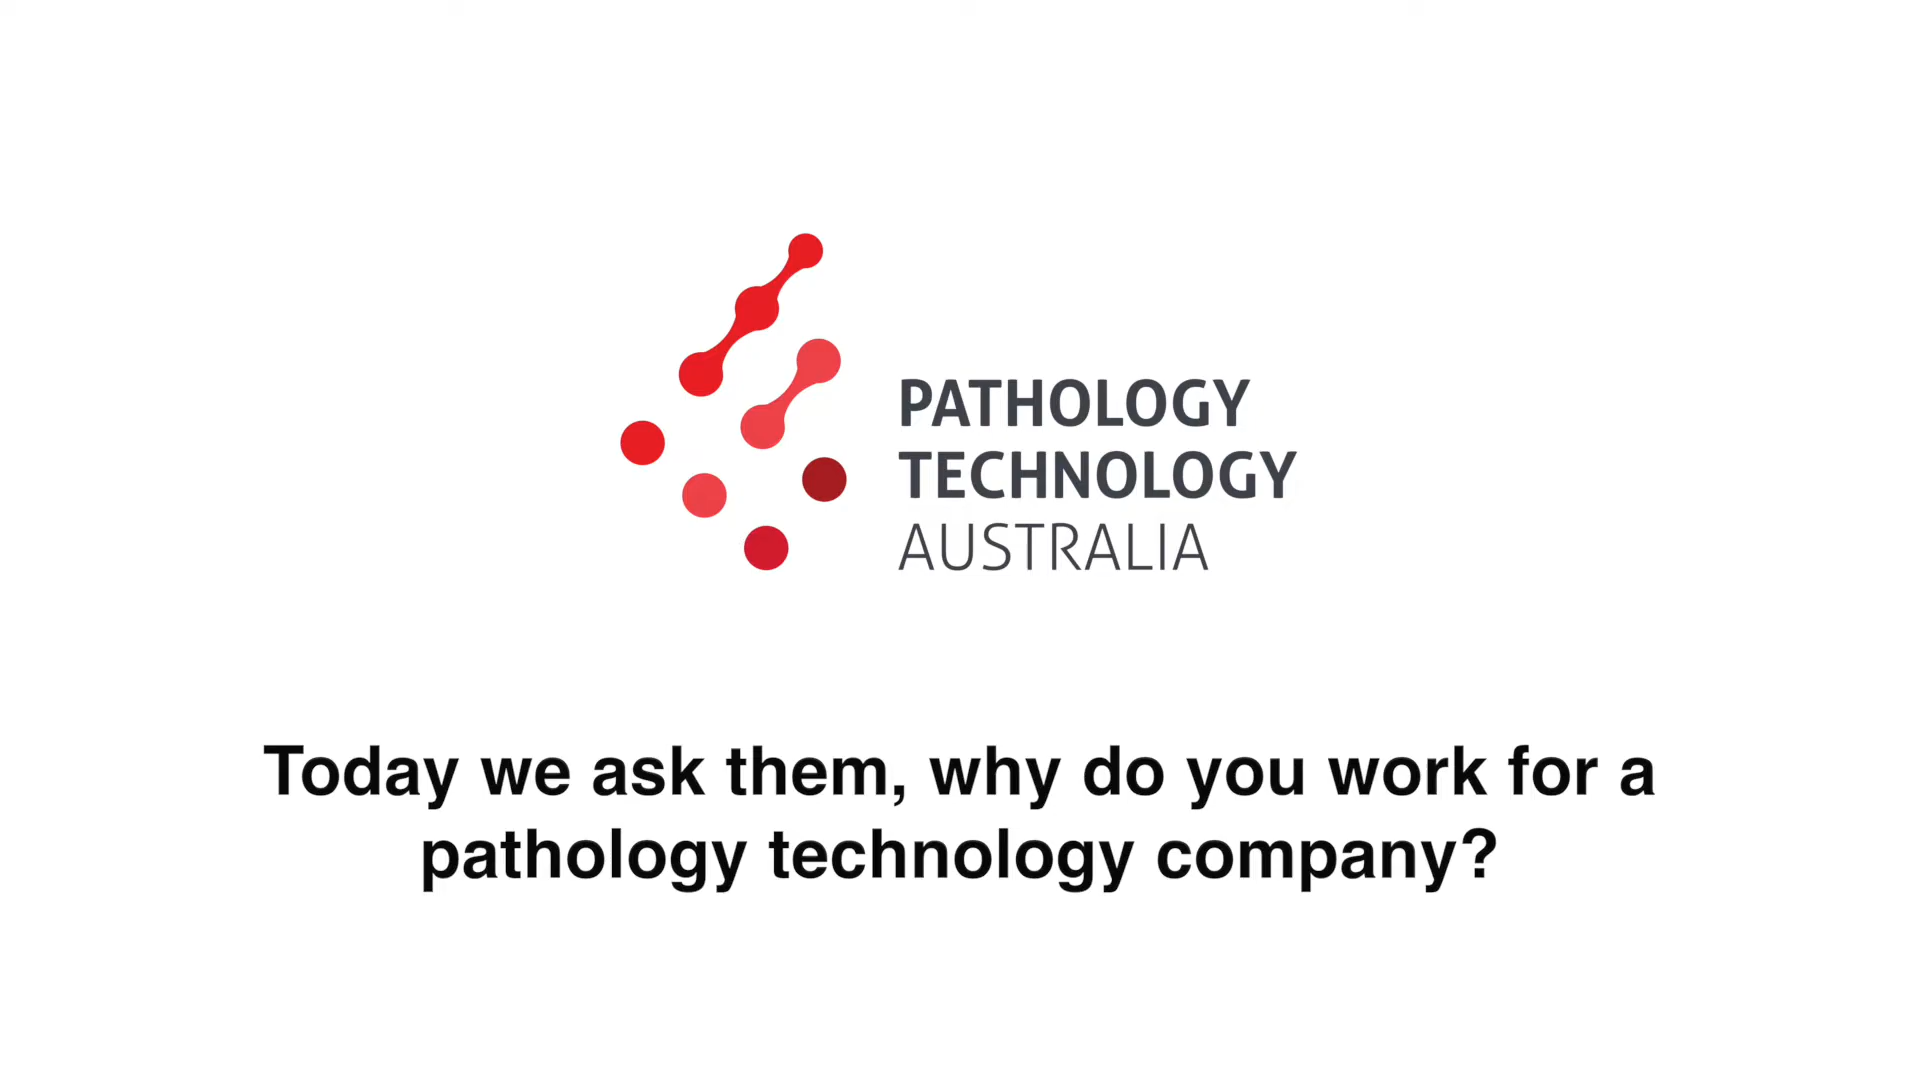 PATHOLOGY
TECHNOLOGY
AUSTRALIA
Today we ask them, why do you work for a
pathology technology company?